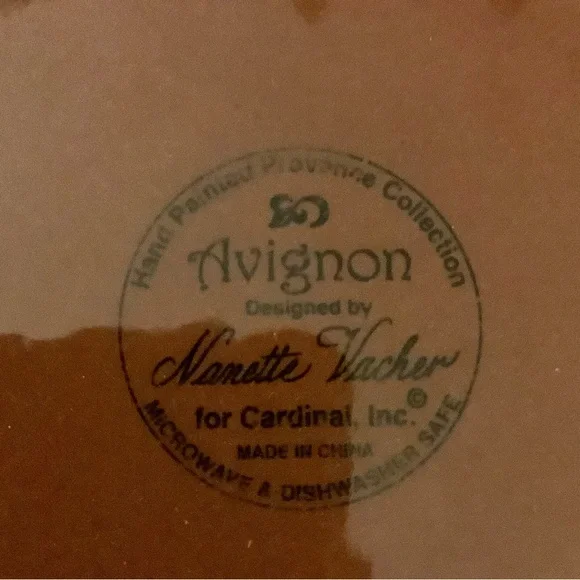 Hand Painted Provence Collection
Avignon
Designed by
Nanette Vacher
for Cardinal, Inc.©
MADE IN CHINA
MICROWAVE & DISHWASHER SAFE